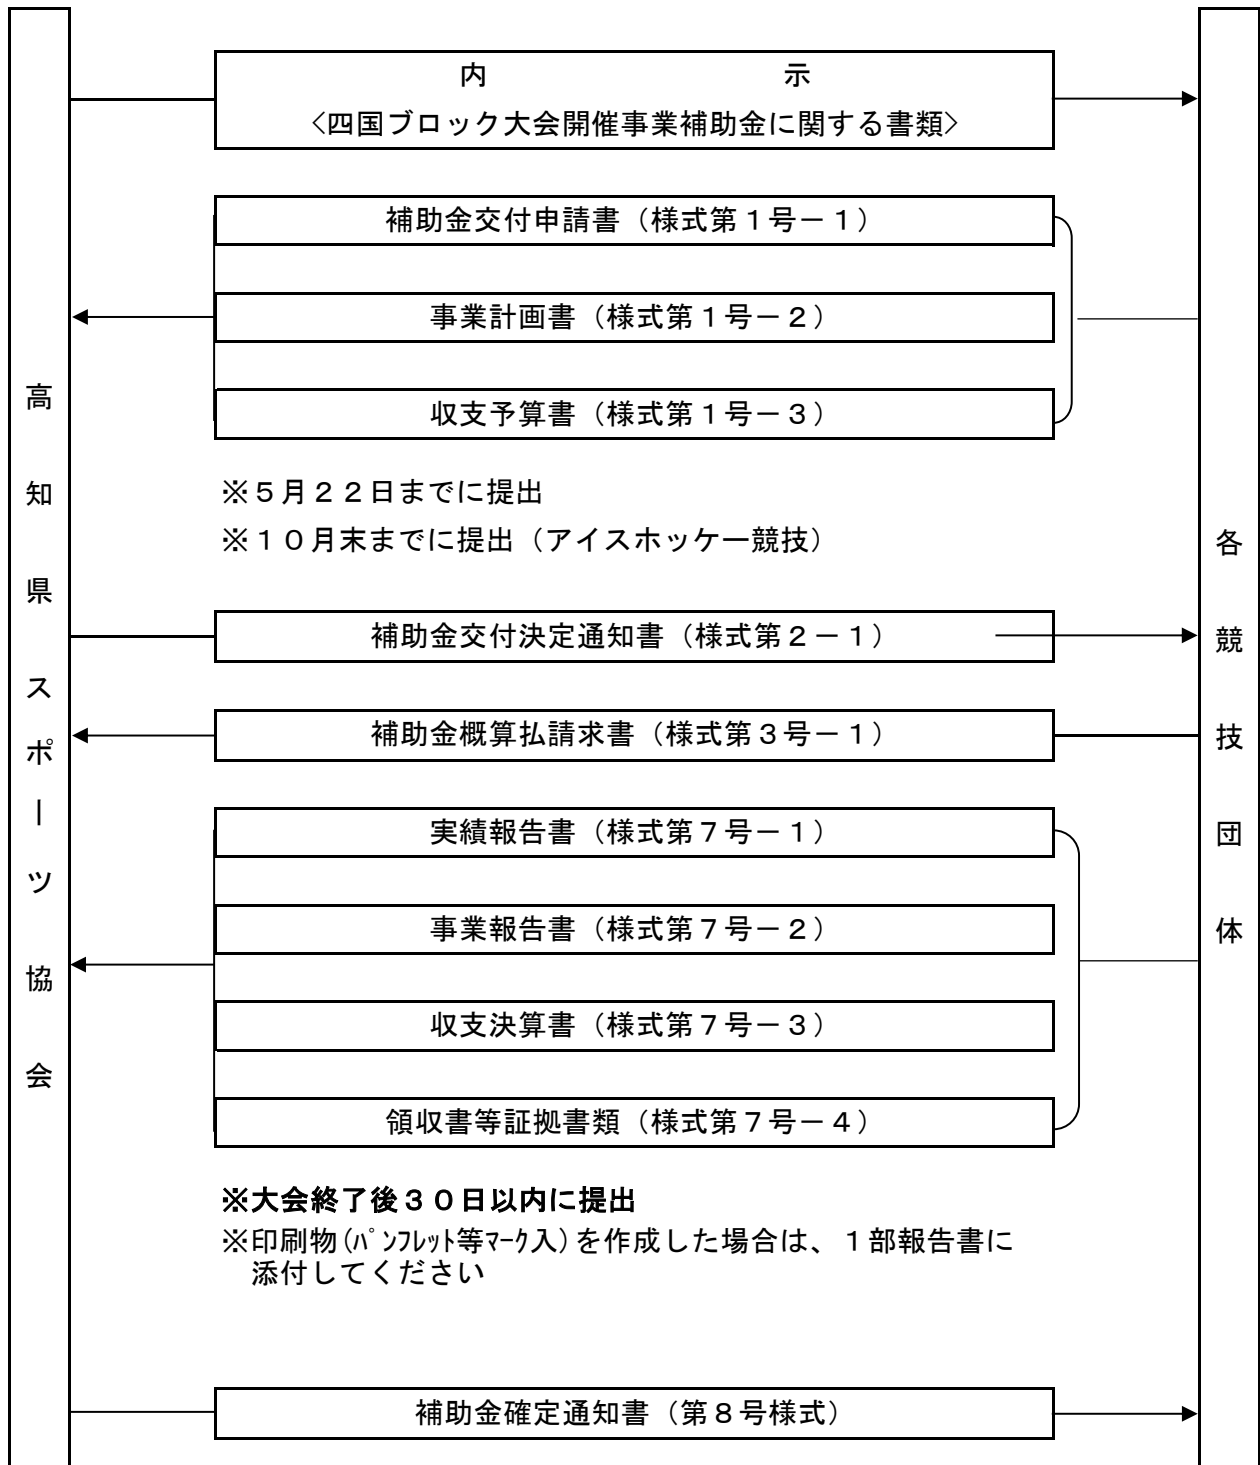 高知県スポーツ協会
内示
<四国ブロック大会開催事業補助金に関する書類>
補助金交付申請書（様式第１号－１）
事業計画書（様式第１号－２）
収支予算書（様式第１号－３）
※５月２２日までに提出
※１０月末までに提出（アイスホッケー競技）
補助金交付決定通知書（様式第２－１）
補助金概算払請求書（様式第３号－１）
実績報告書（様式第７号－１）
事業報告書（様式第７号－２）
収支決算書（様式第７号－３）
領収書等証拠書類（様式第７号－４）
※大会終了後３０日以内に提出
※印刷物(ﾊﾟﾝﾌﾚｯﾄ等ﾏｰｸ入)を作成した場合は、１部報告書に
添付してください
補助金確定通知書（第８号様式）
各競技団体